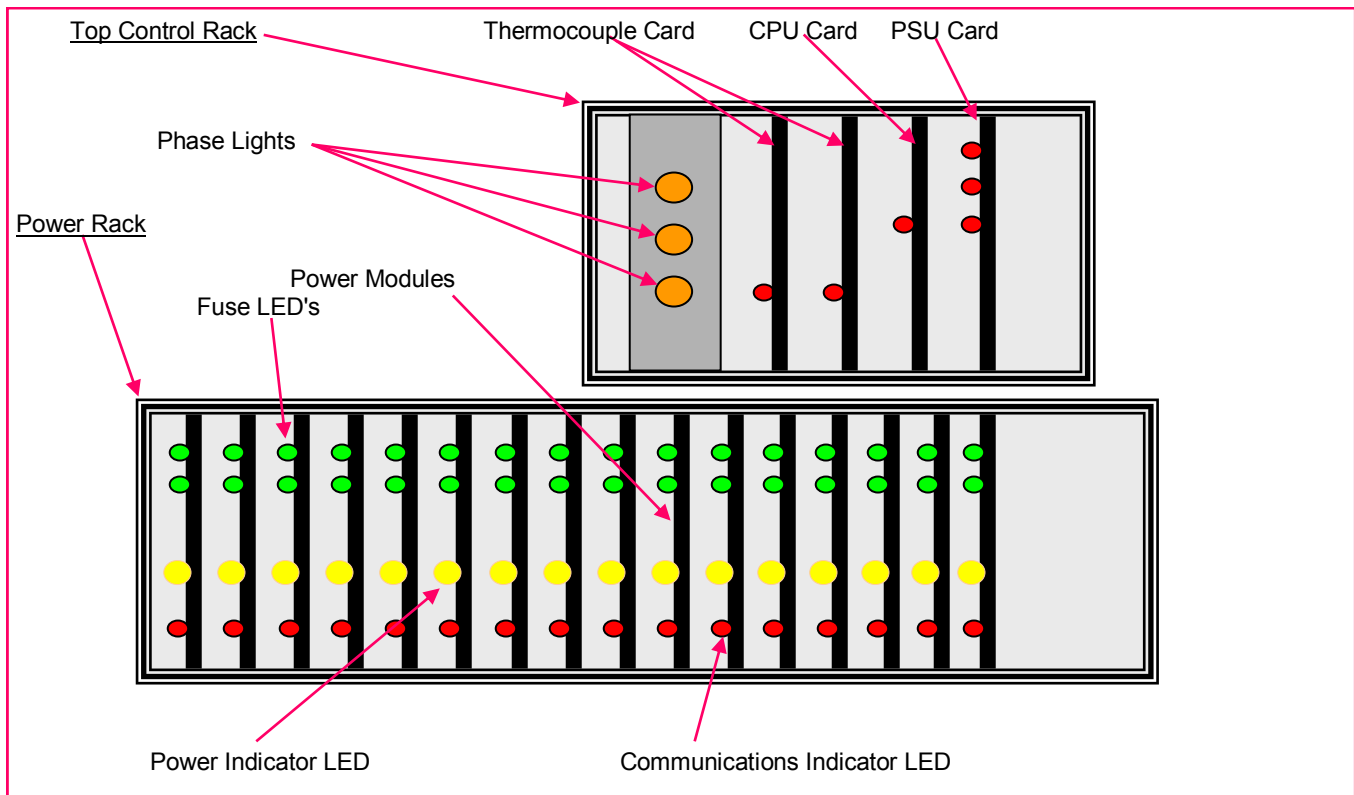 Top Control Rack
Thermocouple Card
CPU Card
PSU Card
Phase Lights
Power Rack
Power Modules
Fuse LED's
Power Indicator LED
Communications Indicator LED